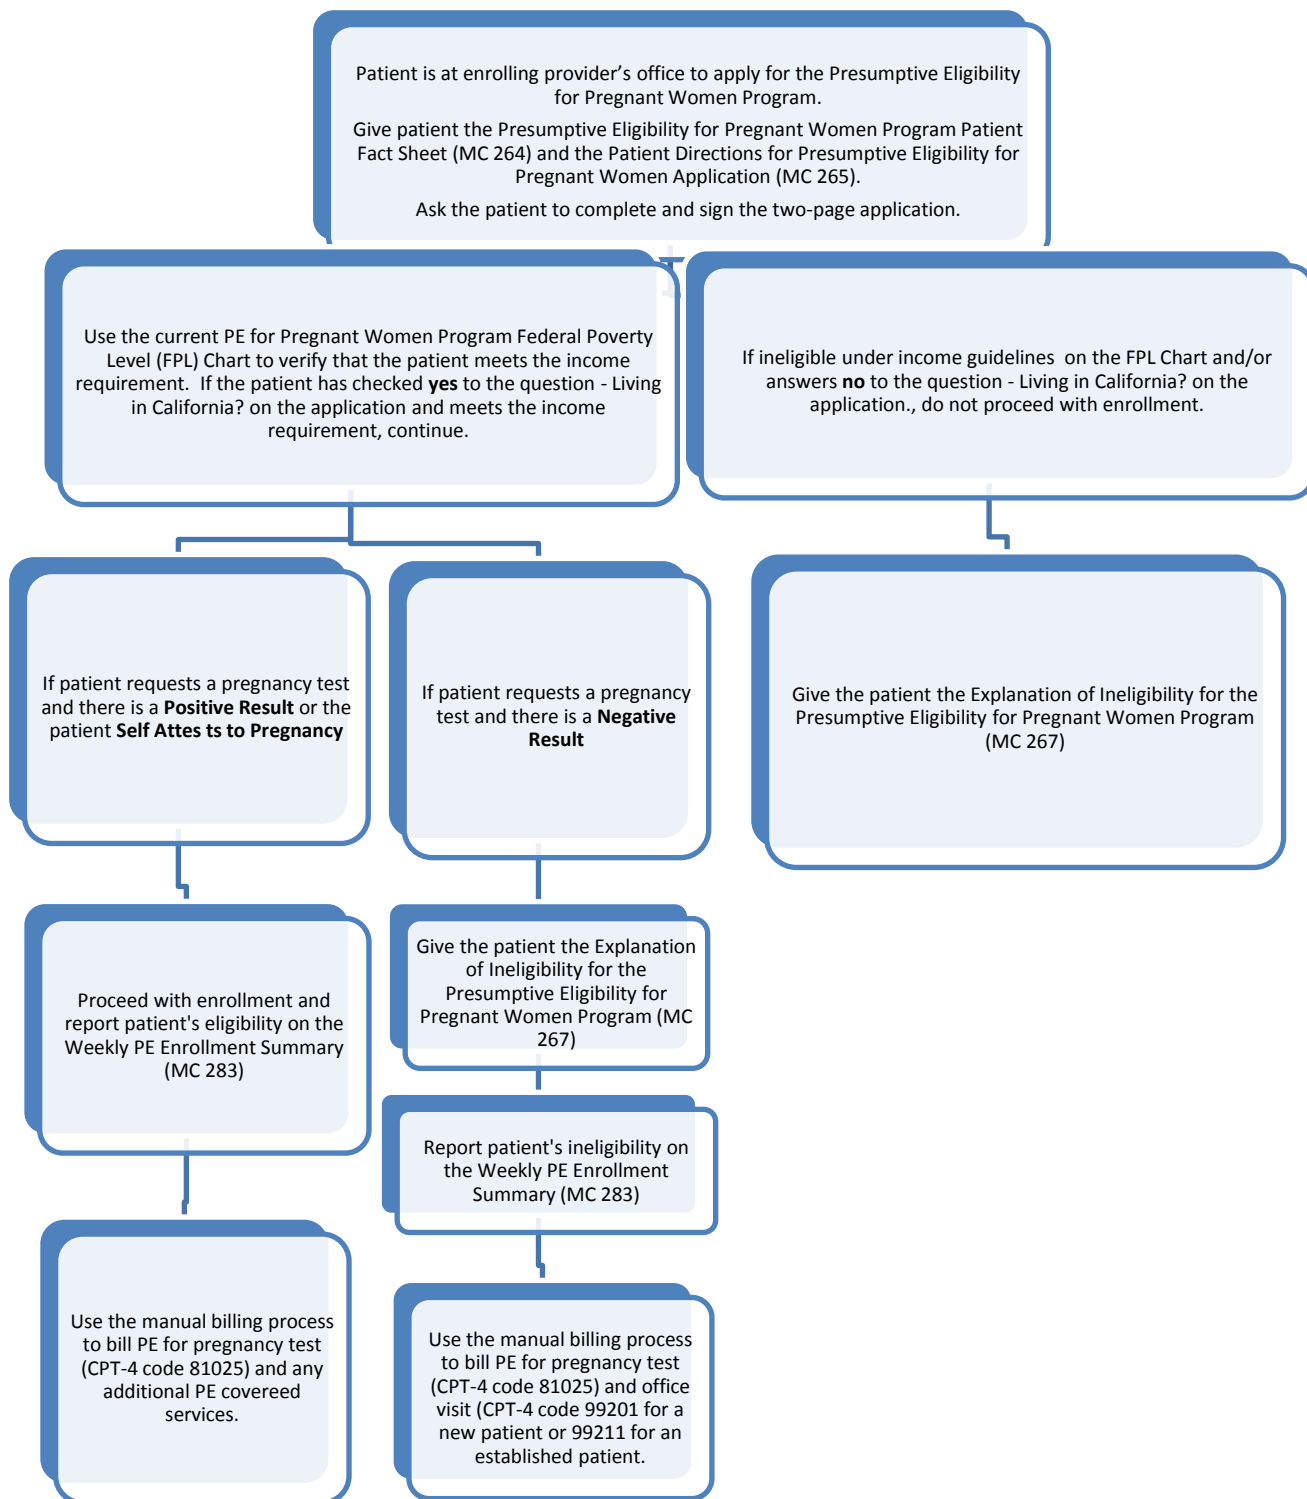 Patient is at enrolling provider’s office to apply for the Presumptive Eligibility
for Pregnant Women Program.
Give patient the Presumptive Eligibility for Pregnant Women Program Patient
Fact Sheet (MC 264) and the Patient Directions for Presumptive Eligibility for
Pregnant Women Application (MC 265).
Ask the patient to complete and sign the two-page application.
Use the current PE for Pregnant Women Program Federal Poverty
Level (FPL) Chart to verify that the patient meets the income
requirement.  If the patient has checked yes to the question - Living
in California? on the application and meets the income
requirement, continue.
If ineligible under income guidelines  on the FPL Chart and/or
answers no to the question - Living in California? on the
application., do not proceed with enrollment.
If patient requests a pregnancy test
and there is a Positive Result or the
patient Self Attes ts to Pregnancy
If patient requests a pregnancy
test and there is a Negative
Result
Give the patient the Explanation of Ineligibility for the
Presumptive Eligibility for Pregnant Women Program
(MC 267)
Proceed with enrollment and
report patient's eligibility on the
Weekly PE Enrollment Summary
(MC 283)
Give the patient the Explanation
of Ineligibility for the
Presumptive Eligibility for
Pregnant Women Program (MC
267)
Report patient's ineligibility on
the Weekly PE Enrollment
Summary (MC 283)
Use the manual billing process
to bill PE for pregnancy test
(CPT-4 code 81025) and any
additional PE covereed
services.
Use the manual billing process
to bill PE for pregnancy test
(CPT-4 code 81025) and office
visit (CPT-4 code 99201 for a
new patient or 99211 for an
established patient.